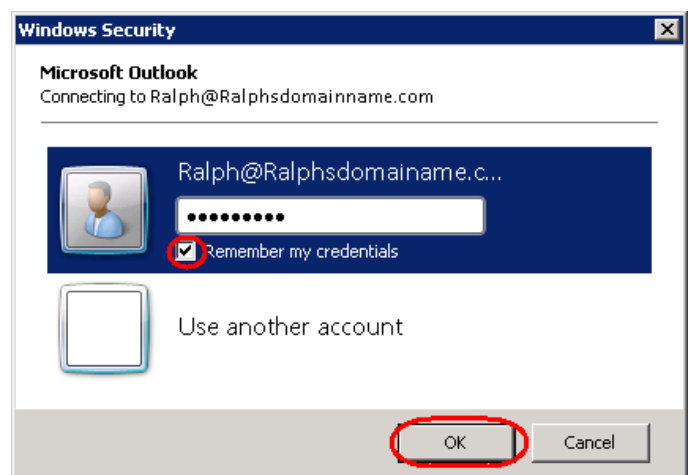 Windows Security
Microsoft Outlook
Connecting to Ralph@Ralphsdomainname.com
Ralph@Ralphsdomainame.c...
•••••••••
Remember my credentials
Use another account
OK
Cancel